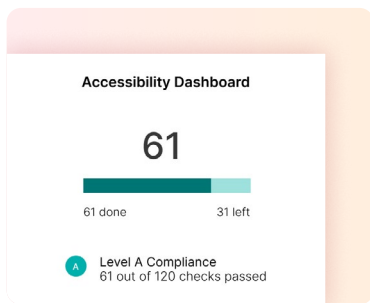 Accessibility Dashboard
61
61 done 31 left
A
Level A Compliance
61 out of 120 checks passed